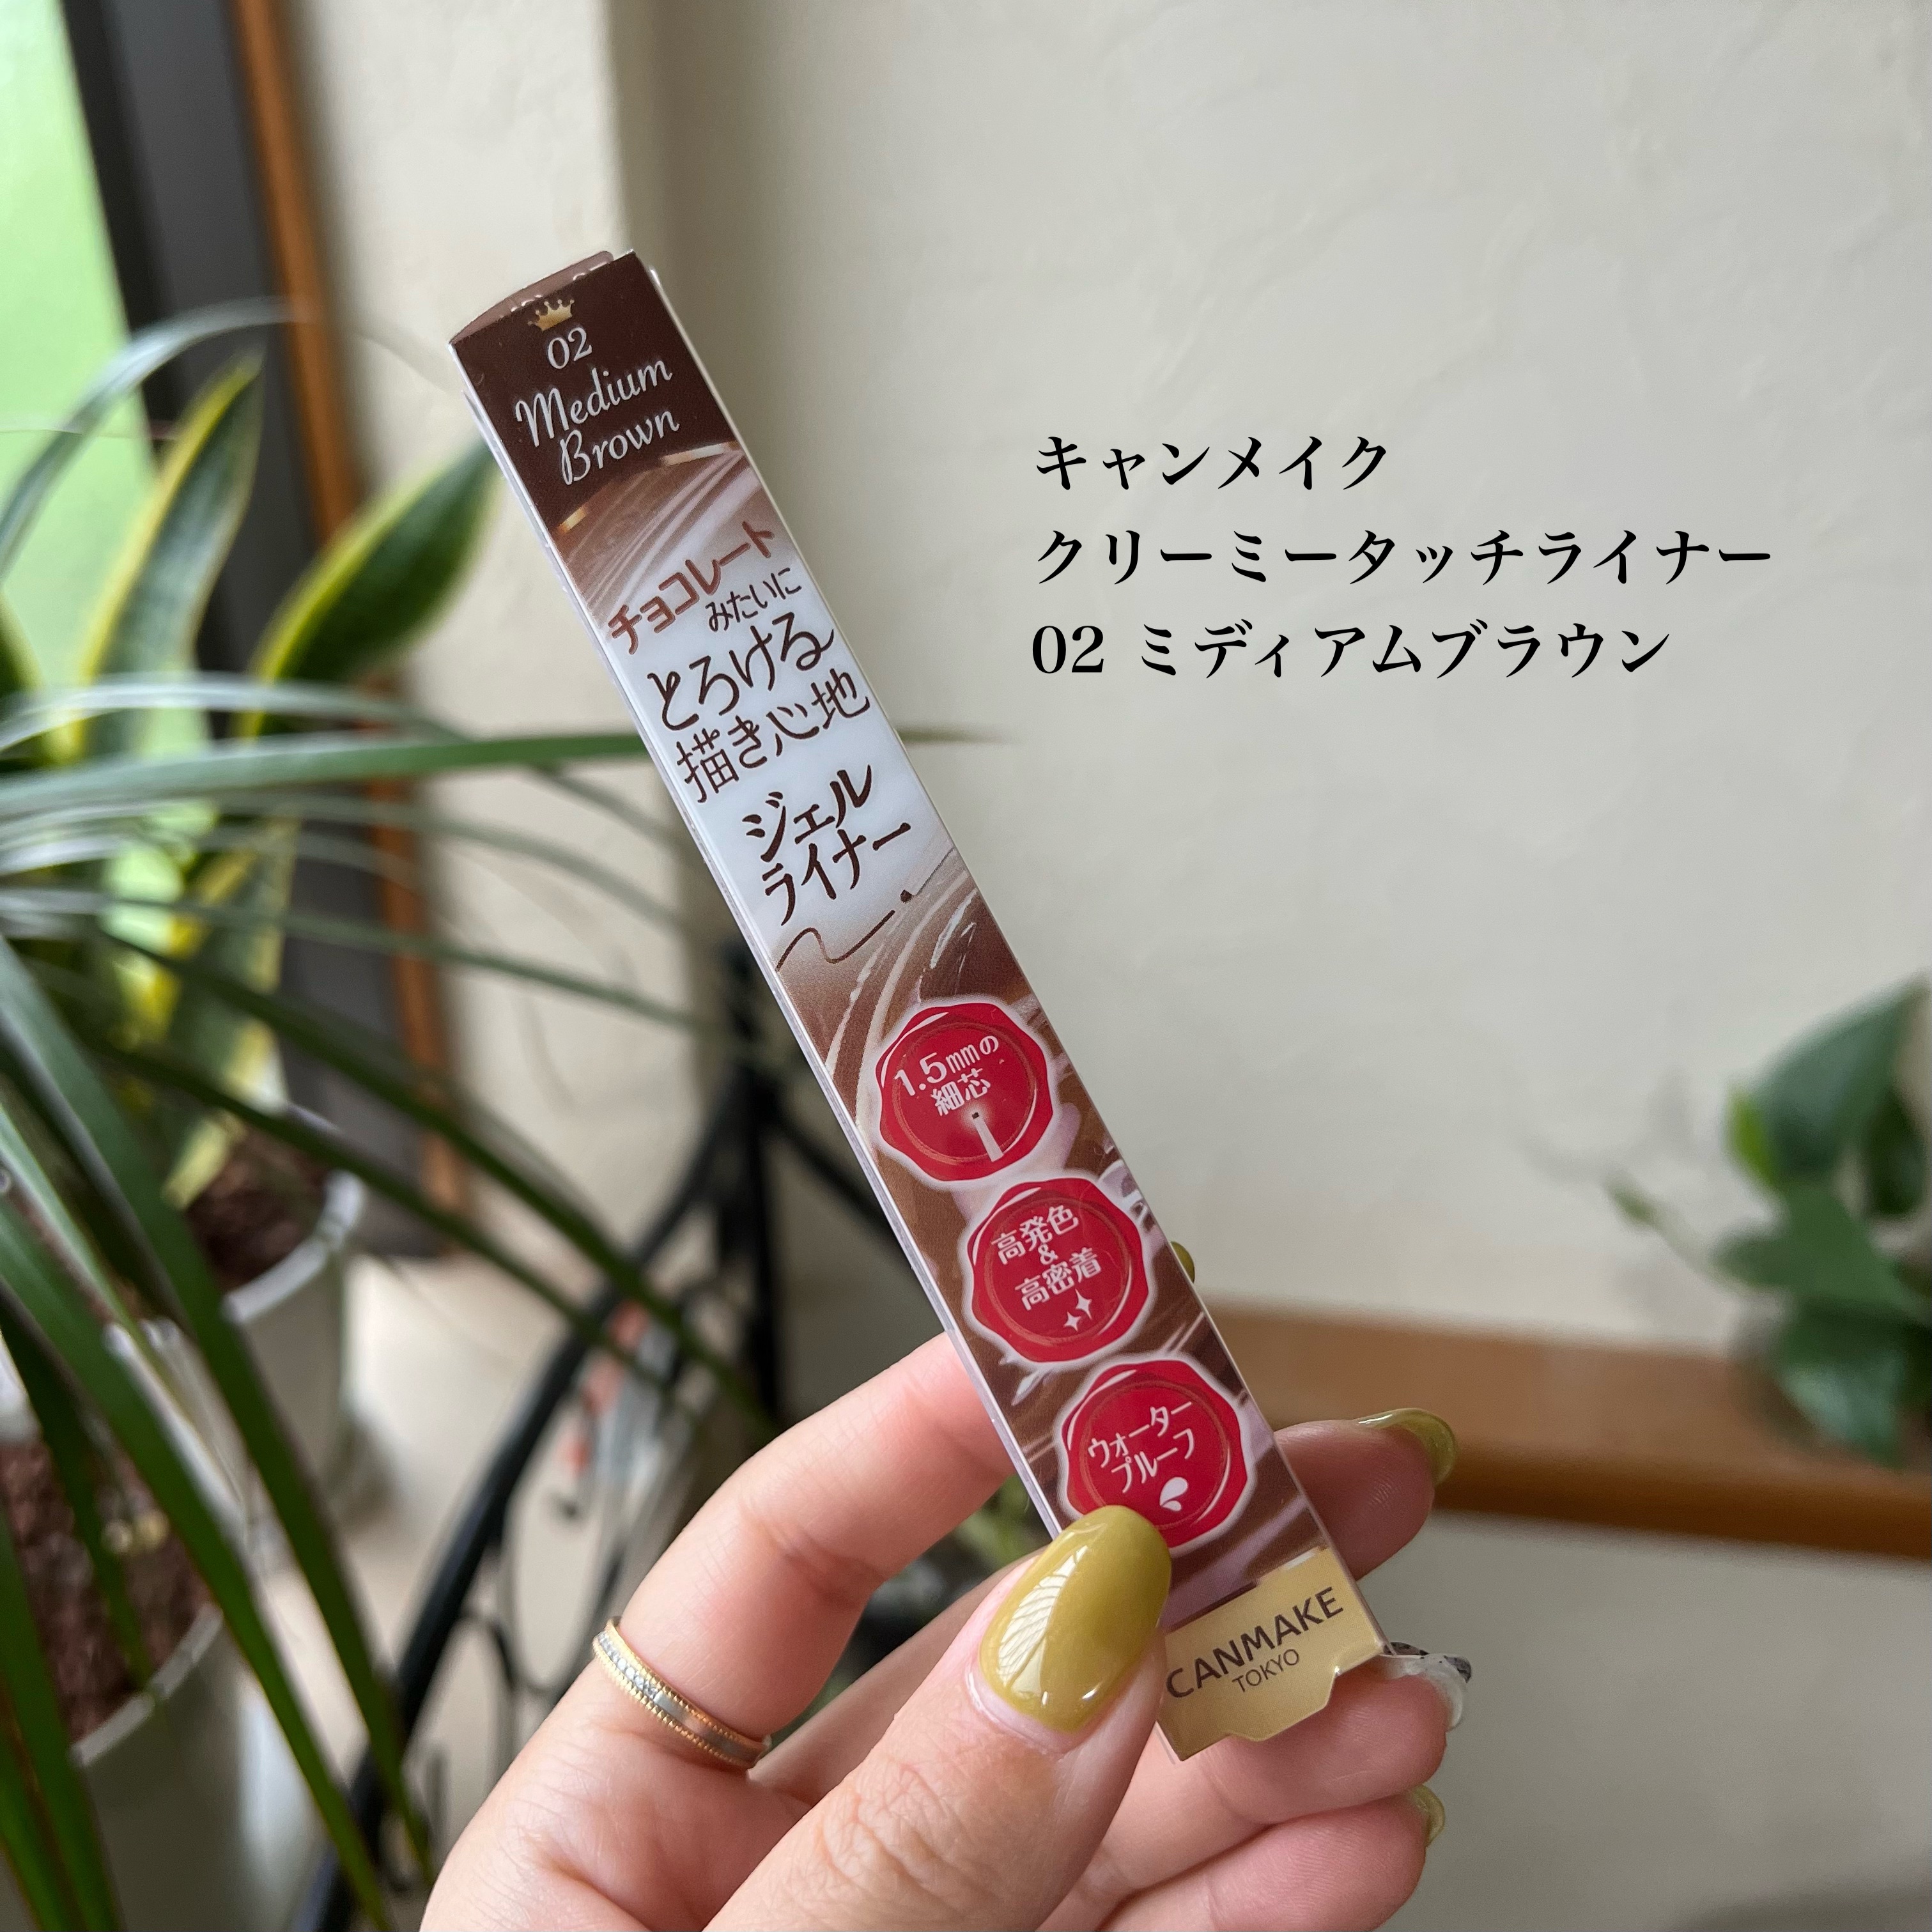 02
Medium
Brown
チョコレート
みたいに
とろける
描き心地
ジェル
ライナー
1.5mmの
細芯
高発色
&
高密着
ウォーター
プルーフ
CANMAKE
TOKYO
キャンメイク
クリーミータッチライナー
02 ミディアムブラウン